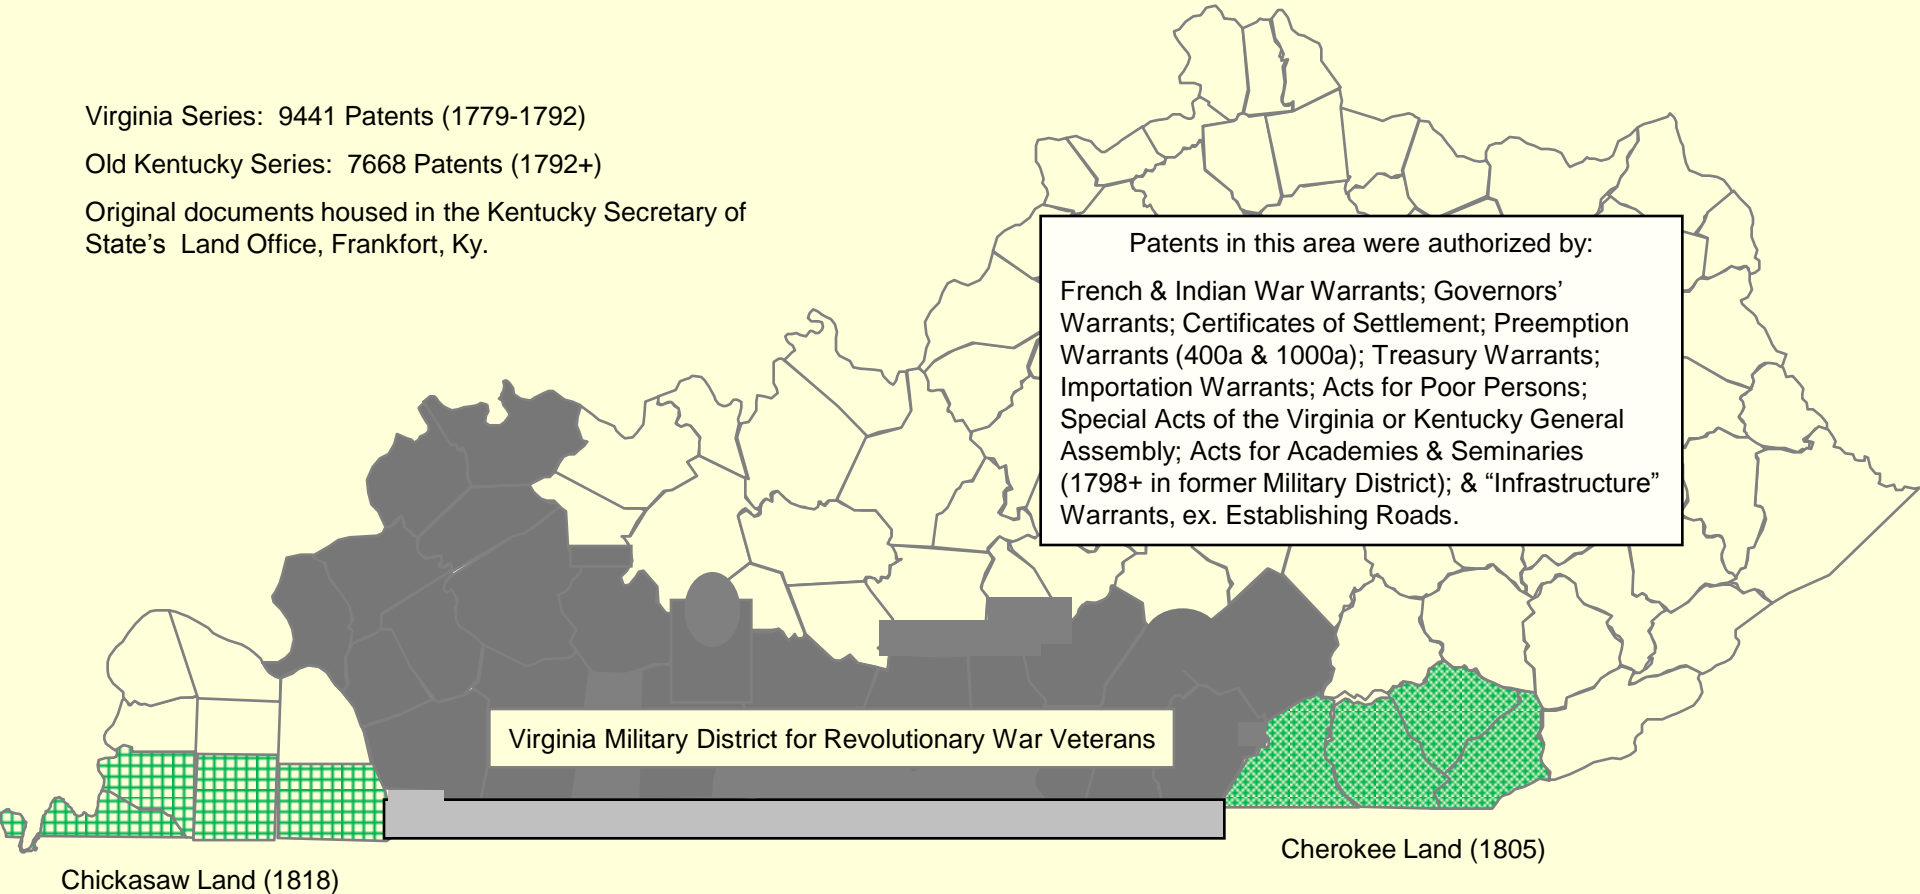 Virginia Series:  9441 Patents (1779-1792)
Old Kentucky Series:  7668 Patents (1792+)
Original documents housed in the Kentucky Secretary of
State’s  Land Office, Frankfort, Ky.
Patents in this area were authorized by:
French & Indian War Warrants; Governors’
Warrants; Certificates of Settlement; Preemption
Warrants (400a & 1000a); Treasury Warrants;
Importation Warrants; Acts for Poor Persons;
Special Acts of the Virginia or Kentucky General
Assembly; Acts for Academies & Seminaries
(1798+ in former Military District); & “Infrastructure”
Warrants, ex. Establishing Roads.
Virginia Military District for Revolutionary War Veterans
Cherokee Land (1805)
Chickasaw Land (1818)